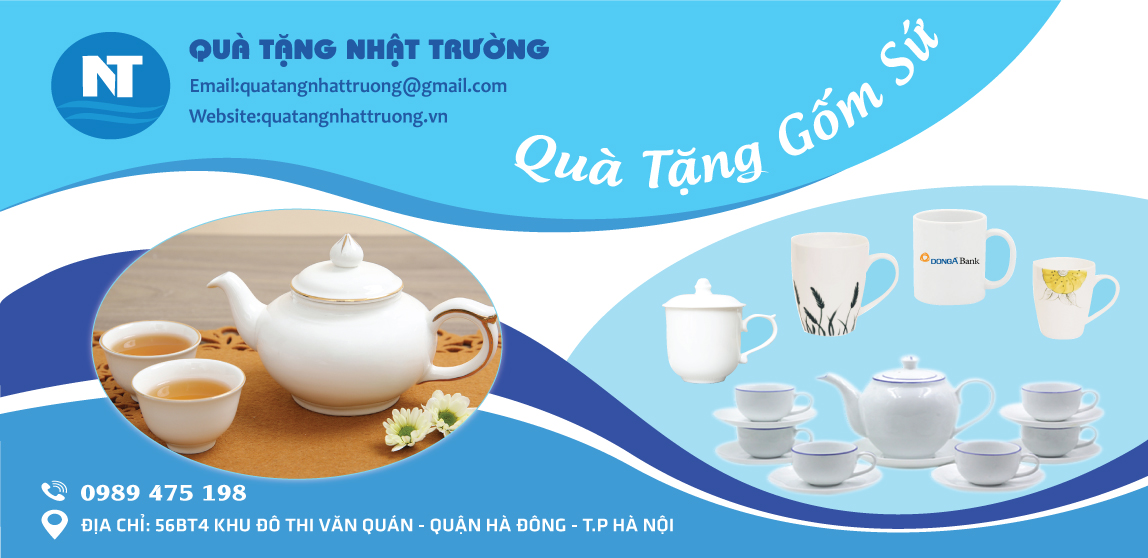 NT
QUÀ TẶNG NHẬT TRƯỜNG
Email:quatangnhattruong@gmail.com
Website:quatangnhattruong.vn
Quà Tặng Gốm Sứ
DONGA Bank
0989 475 198
ĐỊA CHỈ: 56BT4 KHU ĐÔ THI VĂN QUÁN - QUẬN HÀ ĐÔNG - T.P HÀ NỘI